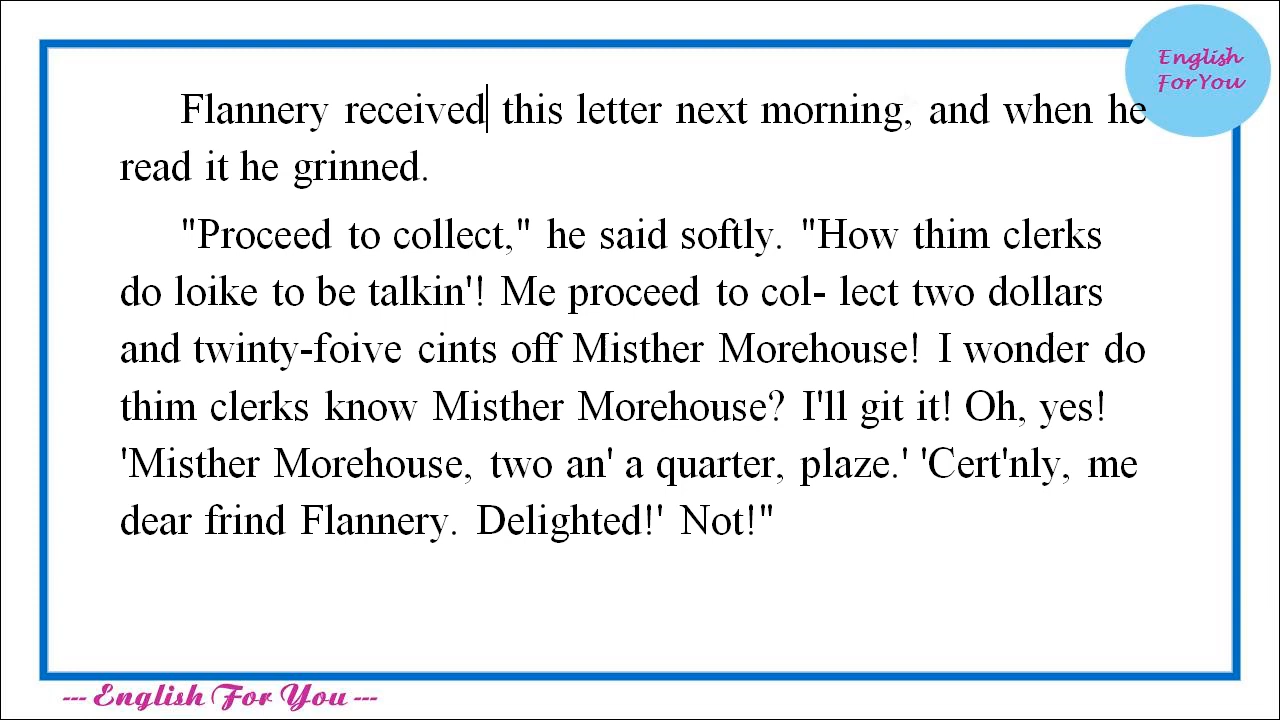 English
ForYou
Flannery received this letter next morning, and when he
read it he grinned.
"Proceed to collect," he said softly. "How thim clerks
do loike to be talkin'! Me proceed to col- lect two dollars
and twinty-foive cints off Misther Morehouse! I wonder do
thim clerks know Misther Morehouse? I'll git it! Oh, yes!
'Misther Morehouse, two an' a quarter, plaze.' 'Cert'nly, me
dear frind Flannery. Delighted!' Not!"
--- English For You ---